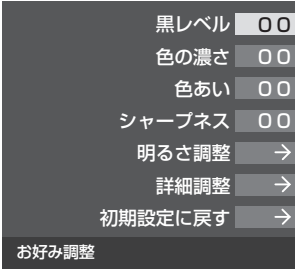 黒レベル 00
色の濃さ 00
色あい 00
シャープネス 00
明るさ調整 →
詳細調整 →
初期設定に戻す →
お好み調整